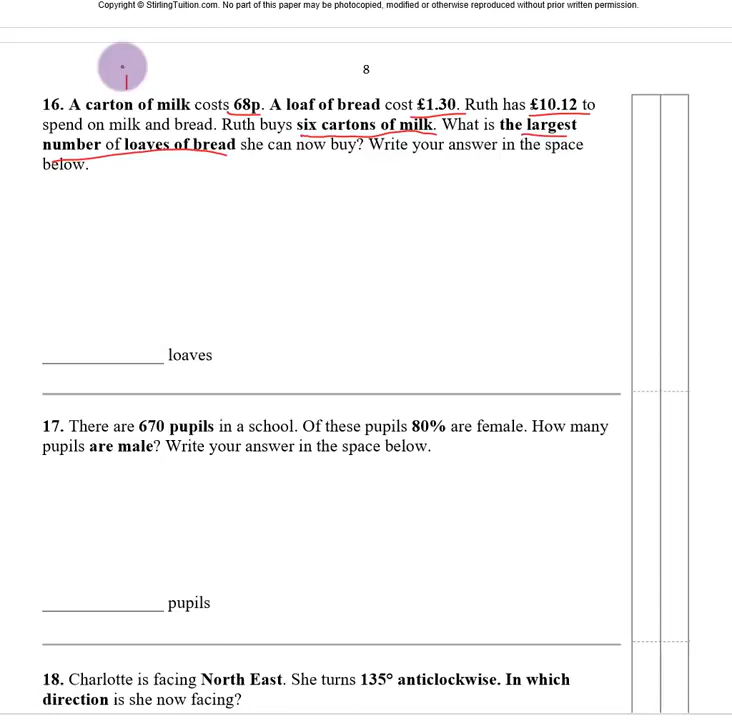 Copyright © StirlingTuition.com. No part of this paper may be photocopied, modified or otherwise reproduced without prior written permission.
8
16. A carton of milk costs 68p. A loaf of bread cost £1.30. Ruth has £10.12 to
spend on milk and bread. Ruth buys six cartons of milk. What is the largest
number of loaves of bread she can now buy? Write your answer in the space
below.
____________ loaves
17. There are 670 pupils in a school. Of these pupils 80% are female. How many
pupils are male? Write your answer in the space below.
____________ pupils
18. Charlotte is facing North East. She turns 135° anticlockwise. In which
direction is she now facing?